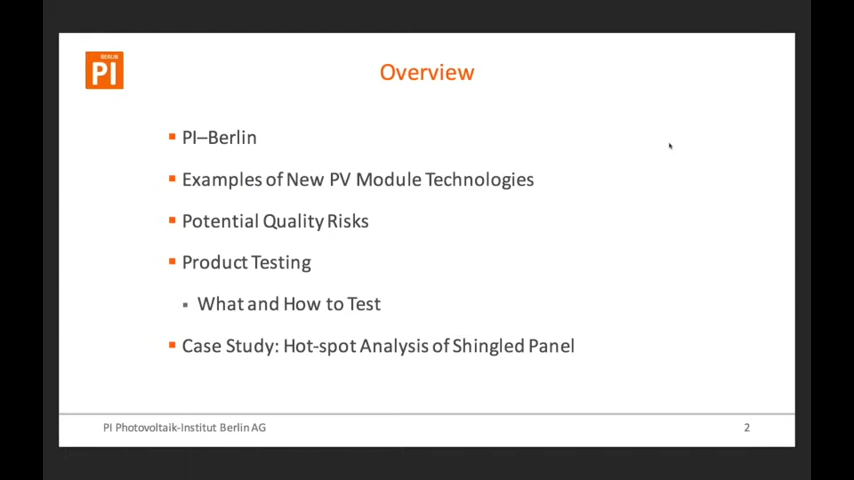 BERLIN
PI
Overview
PI–Berlin
Examples of New PV Module Technologies
Potential Quality Risks
Product Testing
What and How to Test
Case Study: Hot-spot Analysis of Shingled Panel
PI Photovoltaik-Institut Berlin AG
2